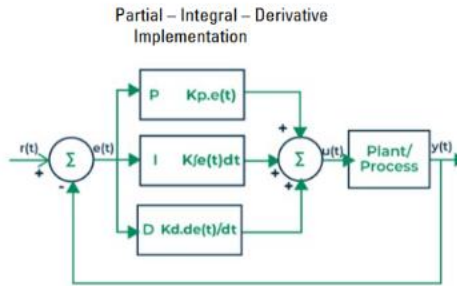 Partial – Integral – Derivative
Implementation
P Kp.e(t)
r(t)
+
-
Σ
e(t)
I K∫e(t)dt
D Kd.de(t)/dt
+
+
+
Σ
u(t)
Plant/
Process
y(t)